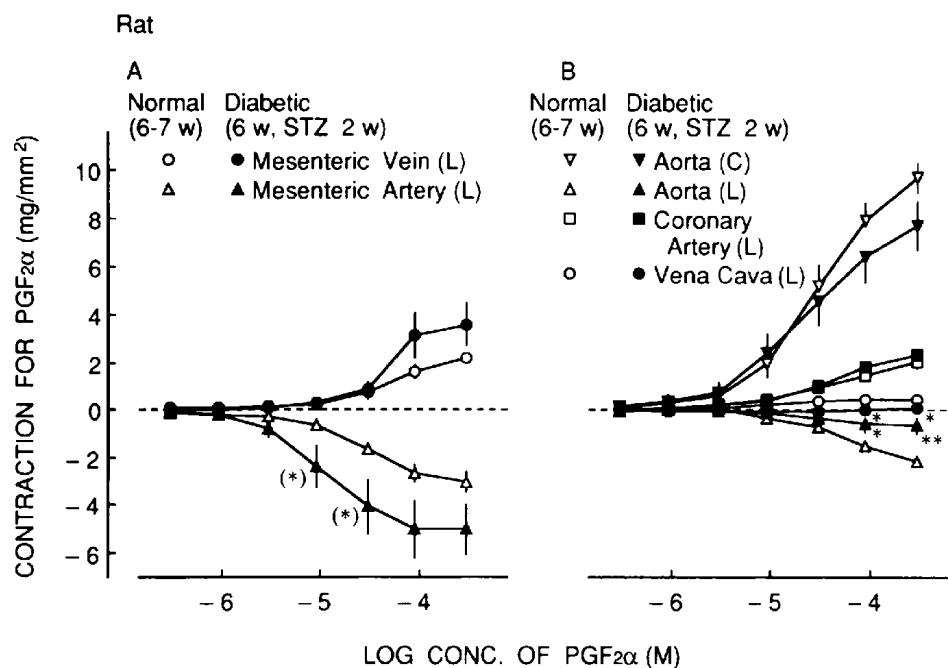 Rat
A
Normal Diabetic
(6-7 w) (6 w, STZ 2 w)
○ ● Mesenteric Vein (L)
△ ▲ Mesenteric Artery (L)
B
Normal Diabetic
(6-7 w) (6 w, STZ 2 w)
▽ ▼ Aorta (C)
△ ▲ Aorta (L)
□ ■ Coronary
Artery (L)
○ ● Vena Cava (L)
CONTRACTION FOR PGF2α (mg/mm²)
10
8
6
4
2
0
−2
−4
−6
(*)
(*)
*
*
*
**
−6 −5 −4
−6 −5 −4
LOG CONC. OF PGF2α (M)